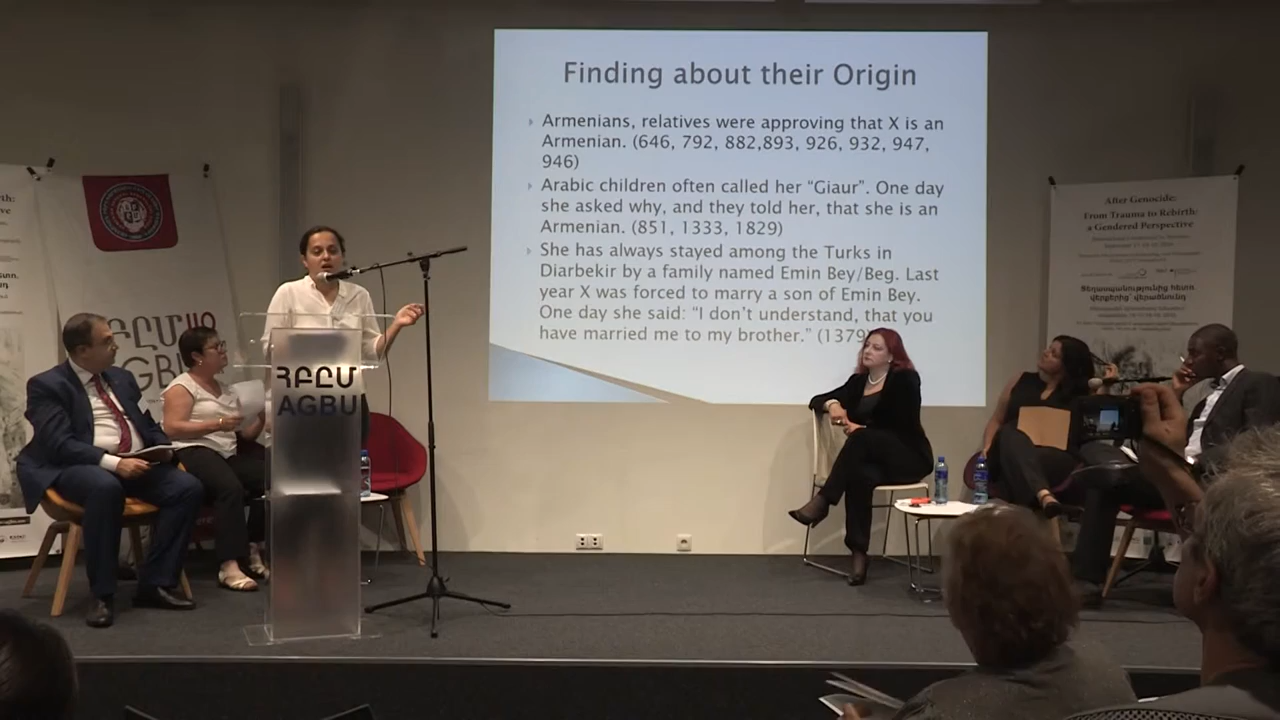 Finding about their Origin
Armenians, relatives were approving that X is an
Armenian. (646, 792, 882,893, 926, 932, 947,
946)
Arabic children often called her “Giaur”. One day
she asked why, and they told her, that she is an
Armenian. (851, 1333, 1829)
She has always stayed among the Turks in
Diarbekir by a family named Emin Bey/Beg. Last
year X was forced to marry a son of Emin Bey.
One day she said: “I don’t understand, that you
have married me to my brother.” (1379)
ՀԲԸՄ
AGBU
After Genocide:
From Trauma to Rebirth:
a Gendered Perspective
Ցեղասպանությունից հետո
վերքերից՝ վերածնունդ